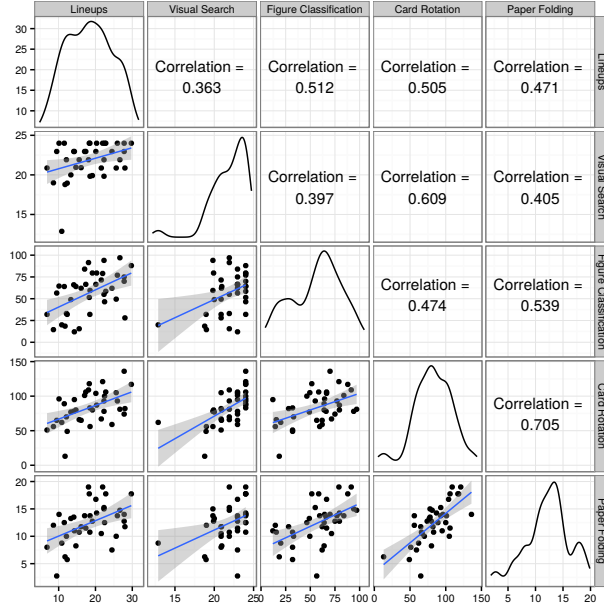 Lineups Visual Search Figure Classification Card Rotation Paper Folding
30
25
20
15
10
Correlation =
0.363
Correlation =
0.512
Correlation =
0.505
Correlation =
0.471
Lineups
25
20
15
Correlation =
0.397
Correlation =
0.609
Correlation =
0.405
Visual Search
100
75
50
25
0
Correlation =
0.474
Correlation =
0.539
Figure Classification
150
100
50
0
Correlation =
0.705
Card Rotation
20
15
10
5
Paper Folding
10 20 30 15 20 25 0 25 50 75 100 0 50 100 150 5 10 15 20